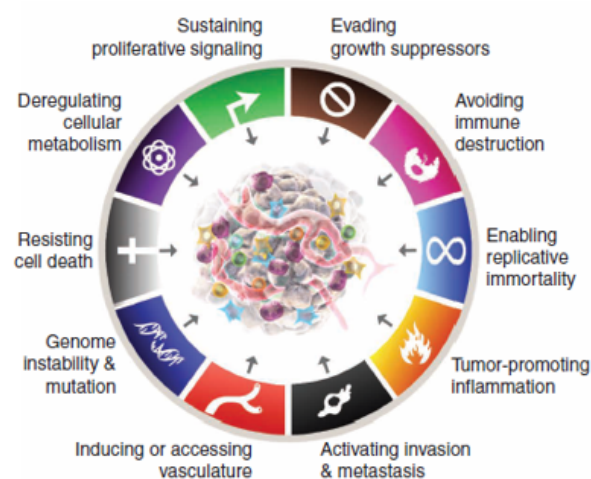 Sustaining
proliferative signaling
Evading
growth suppressors
Deregulating
cellular
metabolism
Avoiding
immune
destruction
Resisting
cell death
Enabling
replicative
immortality
Genome
instability &
mutation
Tumor-promoting
inflammation
Inducing or accessing
vasculature
Activating invasion
& metastasis